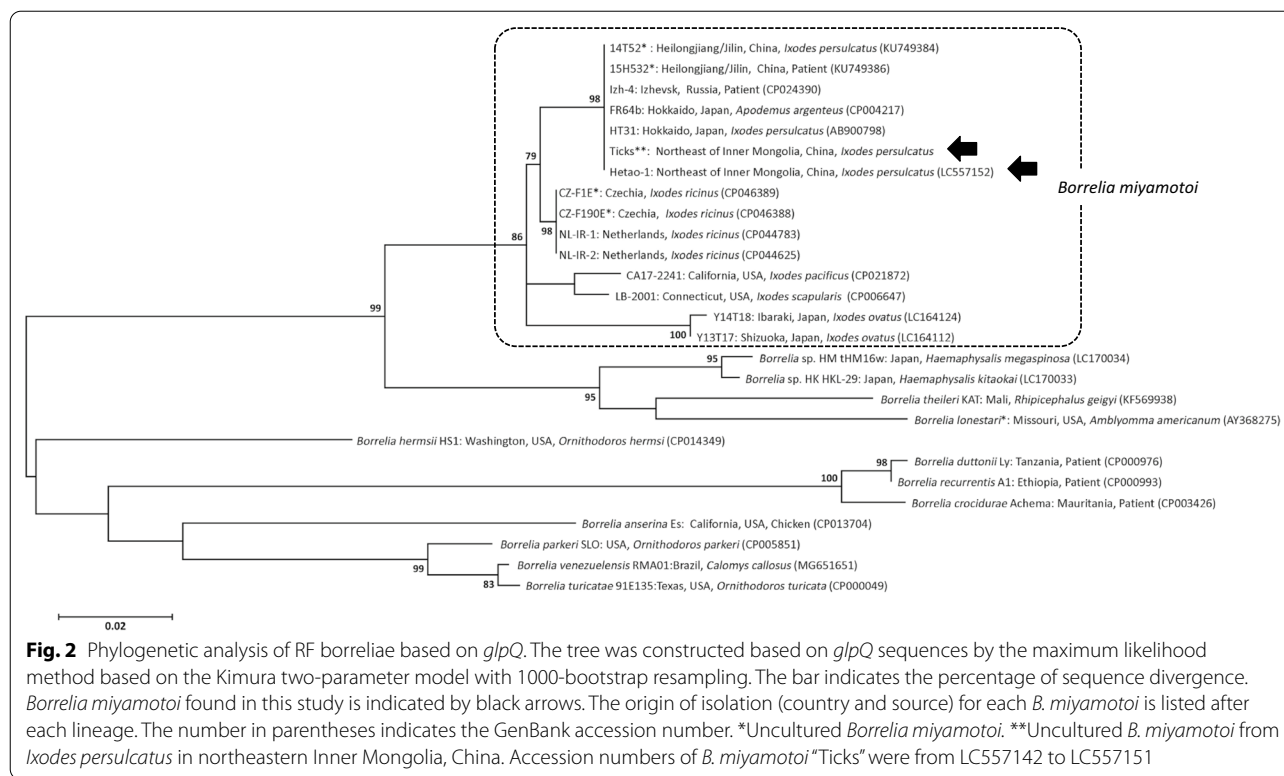 14T52* : Heilongjiang/Jilin, China, Ixodes persulcatus (KU749384)
15H532*: Heilongjiang/Jilin, China, Patient (KU749386)
98
Izh-4: Izhevsk, Russia, Patient (CP024390)
FR64b: Hokkaido, Japan, Apodemus argenteus (CP004217)
HT31: Hokkaido, Japan, Ixodes persulcatus (AB900798)
79
Ticks**: Northeast of Inner Mongolia, China, Ixodes persulcatus
Hetao-1: Northeast of Inner Mongolia, China, Ixodes persulcatus (LC557152)
Borrelia miyamotoi
CZ-F1E*: Czechia, Ixodes ricinus (CP046389)
CZ-F190E*: Czechia, Ixodes ricinus (CP046388)
98
86
NL-IR-1: Netherlands, Ixodes ricinus (CP044783)
NL-IR-2: Netherlands, Ixodes ricinus (CP044625)
CA17-2241: California, USA, Ixodes pacificus (CP021872)
LB-2001: Connecticut, USA, Ixodes scapularis (CP006647)
99
Y14T18: Ibaraki, Japan, Ixodes ovatus (LC164124)
100
Y13T17: Shizuoka, Japan, Ixodes ovatus (LC164112)
95
Borrelia sp. HM tHM16w: Japan, Haemaphysalis megaspinosa (LC170034)
Borrelia sp. HK HKL-29: Japan, Haemaphysalis kitaokai (LC170033)
95
Borrelia theileri KAT: Mali, Rhipicephalus geigyi (KF569938)
Borrelia lonestari*: Missouri, USA, Amblyomma americanum (AY368275)
Borrelia hermsii HS1: Washington, USA, Ornithodoros hermsi (CP014349)
98
Borrelia duttonii Ly: Tanzania, Patient (CP000976)
100
Borrelia recurrentis A1: Ethiopia, Patient (CP000993)
Borrelia crocidurae Achema: Mauritania, Patient (CP003426)
Borrelia anserina Es: California, USA, Chicken (CP013704)
Borrelia parkeri SLO: USA, Ornithodoros parkeri (CP005851)
99
Borrelia venezuelensis RMA01:Brazil, Calomys callosus (MG651651)
83
Borrelia turicatae 91E135:Texas, USA, Ornithodoros turicata (CP000049)
0.02
Fig. 2 Phylogenetic analysis of RF borreliae based on glpQ. The tree was constructed based on glpQ sequences by the maximum likelihood
method based on the Kimura two-parameter model with 1000-bootstrap resampling. The bar indicates the percentage of sequence divergence.
Borrelia miyamotoi found in this study is indicated by black arrows. The origin of isolation (country and source) for each B. miyamotoi is listed after
each lineage. The number in parentheses indicates the GenBank accession number. *Uncultured Borrelia miyamotoi. **Uncultured B. miyamotoi from
Ixodes persulcatus in northeastern Inner Mongolia, China. Accession numbers of B. miyamotoi "Ticks" were from LC557142 to LC557151